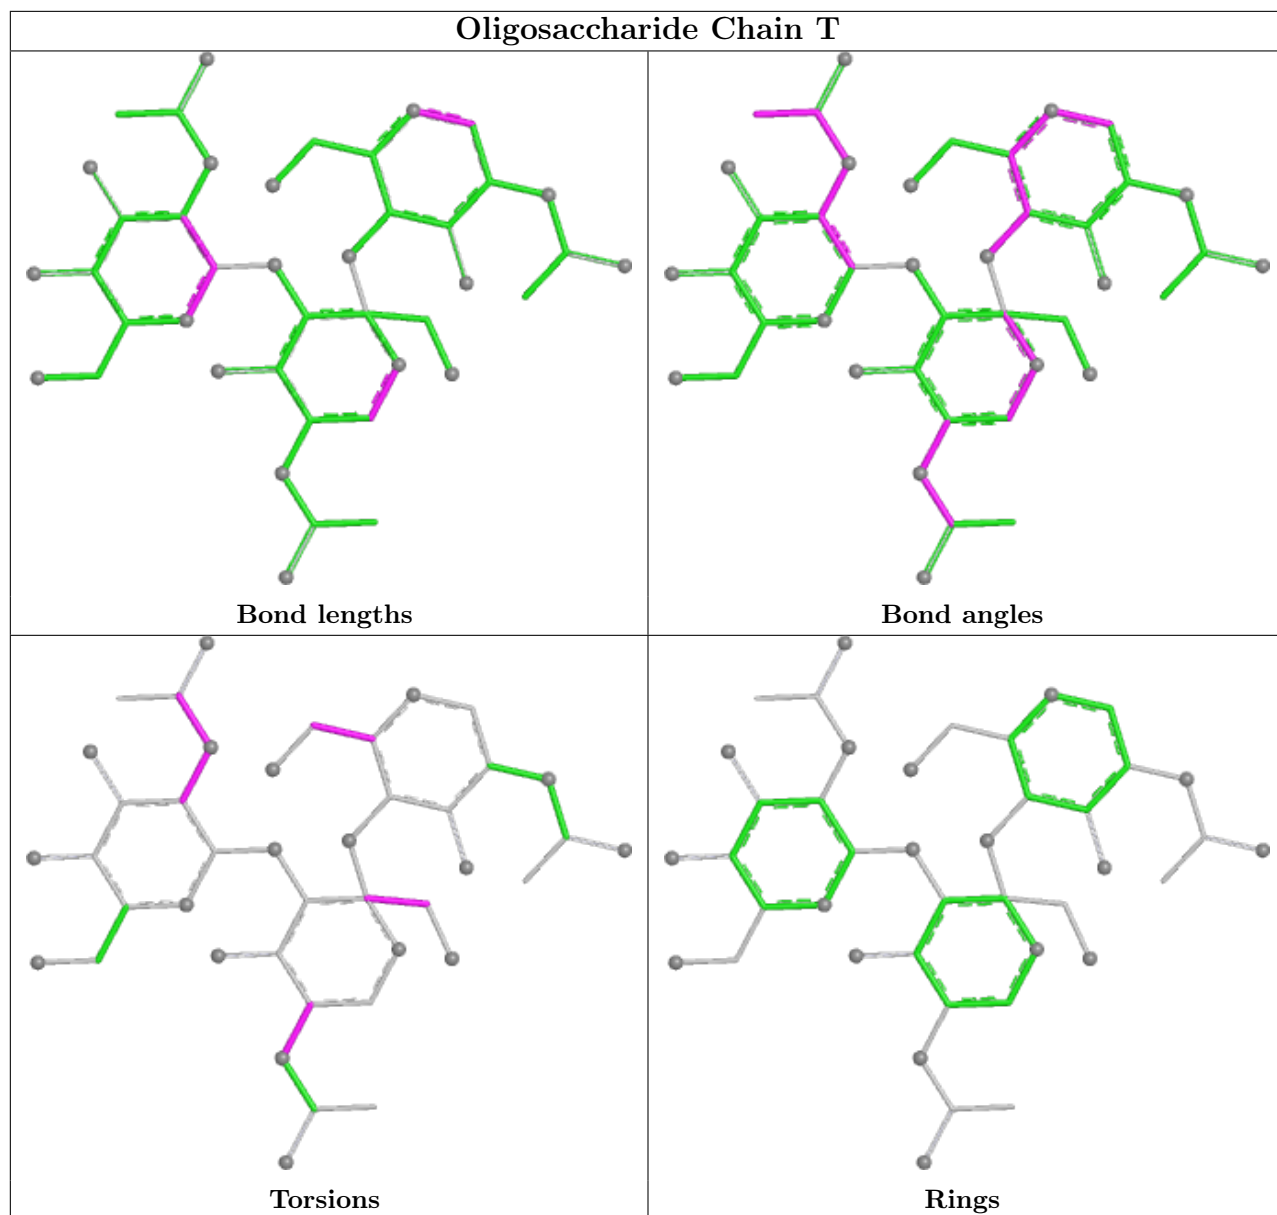 Oligosaccharide Chain T
Bond lengths
Bond angles
Torsions
Rings